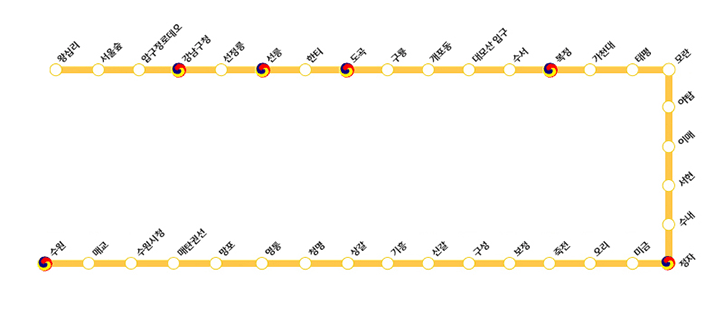 왕십리
서울숲
압구정로데오
강남구청
선정릉
선릉
한티
도곡
구룡
개포동
대모산 입구
수서
복정
가천대
태평
모란
야탑
이매
서현
수내
정자
미금
오리
죽전
보정
구성
신갈
기흥
상갈
청명
영통
망포
매탄권선
수원시청
매교
수원